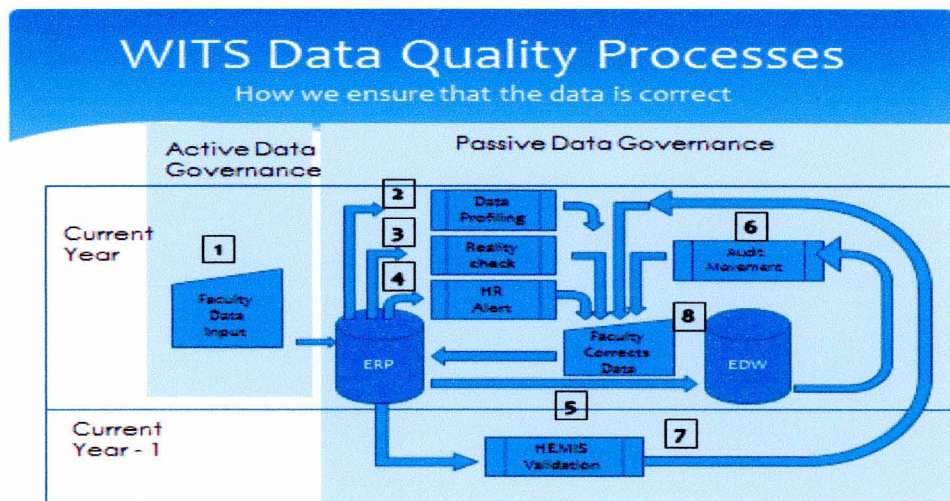 WITS Data Quality Processes
How we ensure that the data is correct
Active Data
Governance
Passive Data Governance
Current
Year
1
Faculty
Data
Input
2
Data
Profiling
3
Reality
check
4
HR
Alert
6
Audit
Movement
ERP
8
Faculty
Corrects
Data
EDW
5
Current
Year - 1
HEMIS
Validation
7